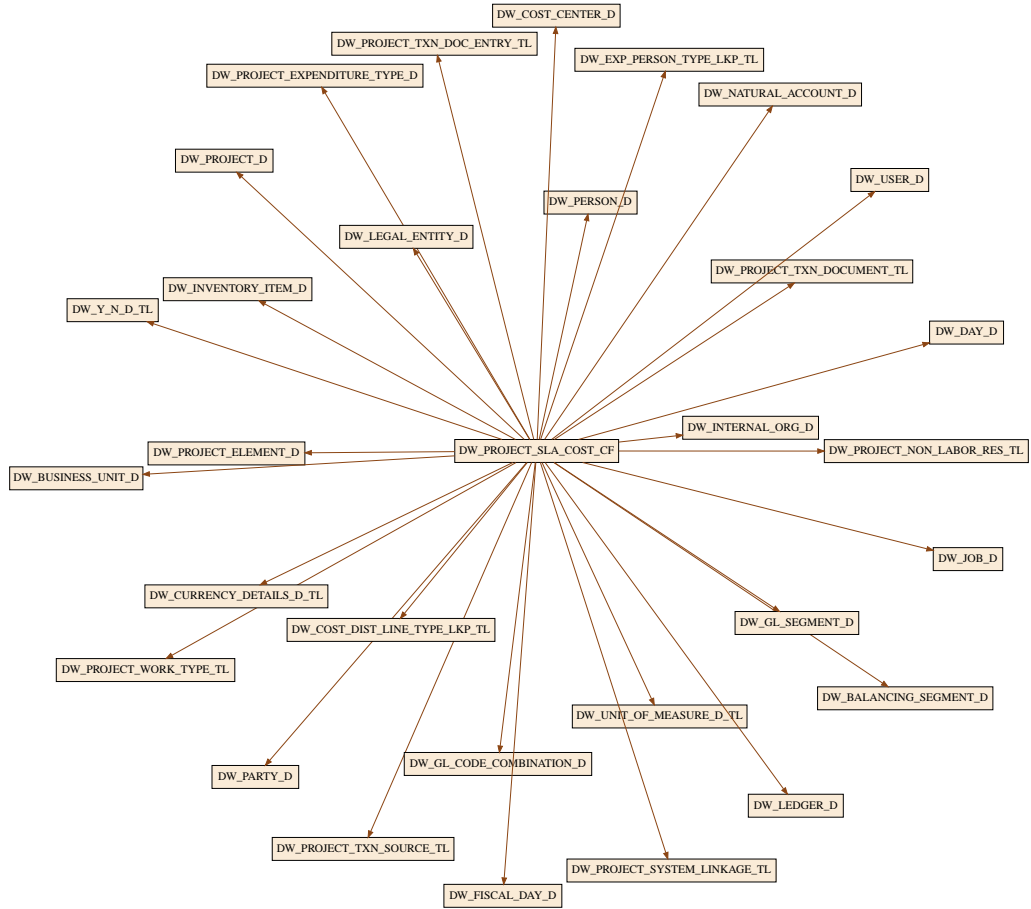 DW_COST_CENTER_D
DW_PROJECT_TXN_DOC_ENTRY_TL
DW_EXP_PERSON_TYPE_LKP_TL
DW_PROJECT_EXPENDITURE_TYPE_D
DW_NATURAL_ACCOUNT_D
DW_PROJECT_D
DW_USER_D
DW_PERSON_D
DW_LEGAL_ENTITY_D
DW_PROJECT_TXN_DOCUMENT_TL
DW_INVENTORY_ITEM_D
DW_Y_N_D_TL
DW_DAY_D
DW_INTERNAL_ORG_D
DW_PROJECT_ELEMENT_D
DW_PROJECT_SLA_COST_CF
DW_PROJECT_NON_LABOR_RES_TL
DW_BUSINESS_UNIT_D
DW_JOB_D
DW_CURRENCY_DETAILS_D_TL
DW_GL_SEGMENT_D
DW_COST_DIST_LINE_TYPE_LKP_TL
DW_PROJECT_WORK_TYPE_TL
DW_BALANCING_SEGMENT_D
DW_UNIT_OF_MEASURE_D_TL
DW_GL_CODE_COMBINATION_D
DW_PARTY_D
DW_LEDGER_D
DW_PROJECT_TXN_SOURCE_TL
DW_PROJECT_SYSTEM_LINKAGE_TL
DW_FISCAL_DAY_D